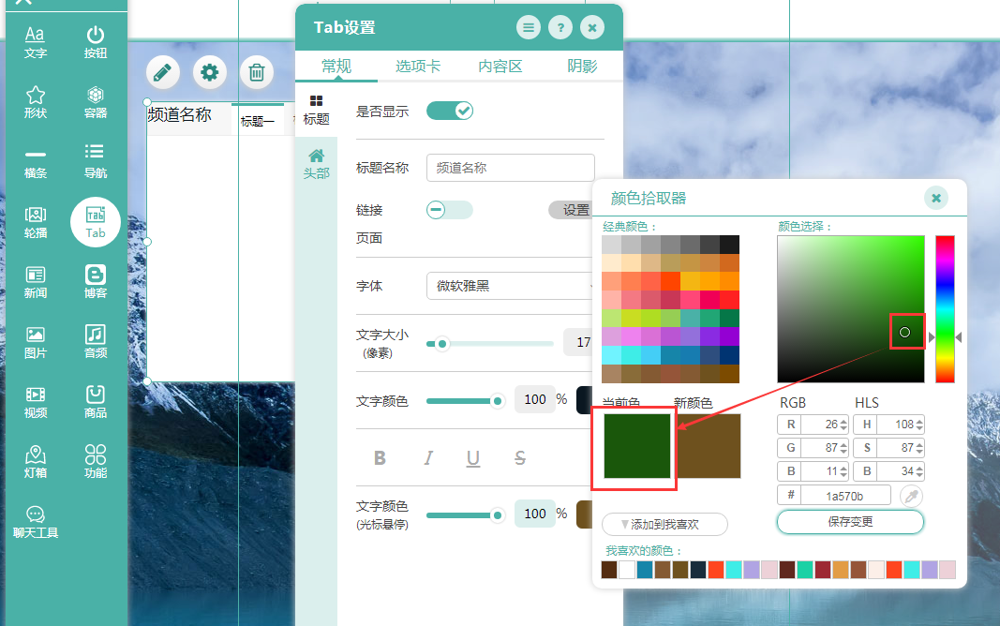 Aa
文字
按钮
形状
容器
横条
导航
轮播
Tab
Tab
新闻
博客
图片
音频
视频
商品
灯箱
功能
聊天工具
频道名称
标题一
Tab设置
?
常规
选项卡
内容区
阴影
标题
头部
是否显示
标题名称
频道名称
链接
设置
页面
字体
微软雅黑
文字大小
(像素)
17
文字颜色
100 %
B I U S
文字颜色
(光标悬停)
100 %
颜色拾取器
经典颜色：
颜色选择：
当前色
新颜色
RGB
HLS
R 26
H 108
G 87
S 87
B 11
B 34
# 1a570b
保存变更
添加到我喜欢
我喜欢的颜色：